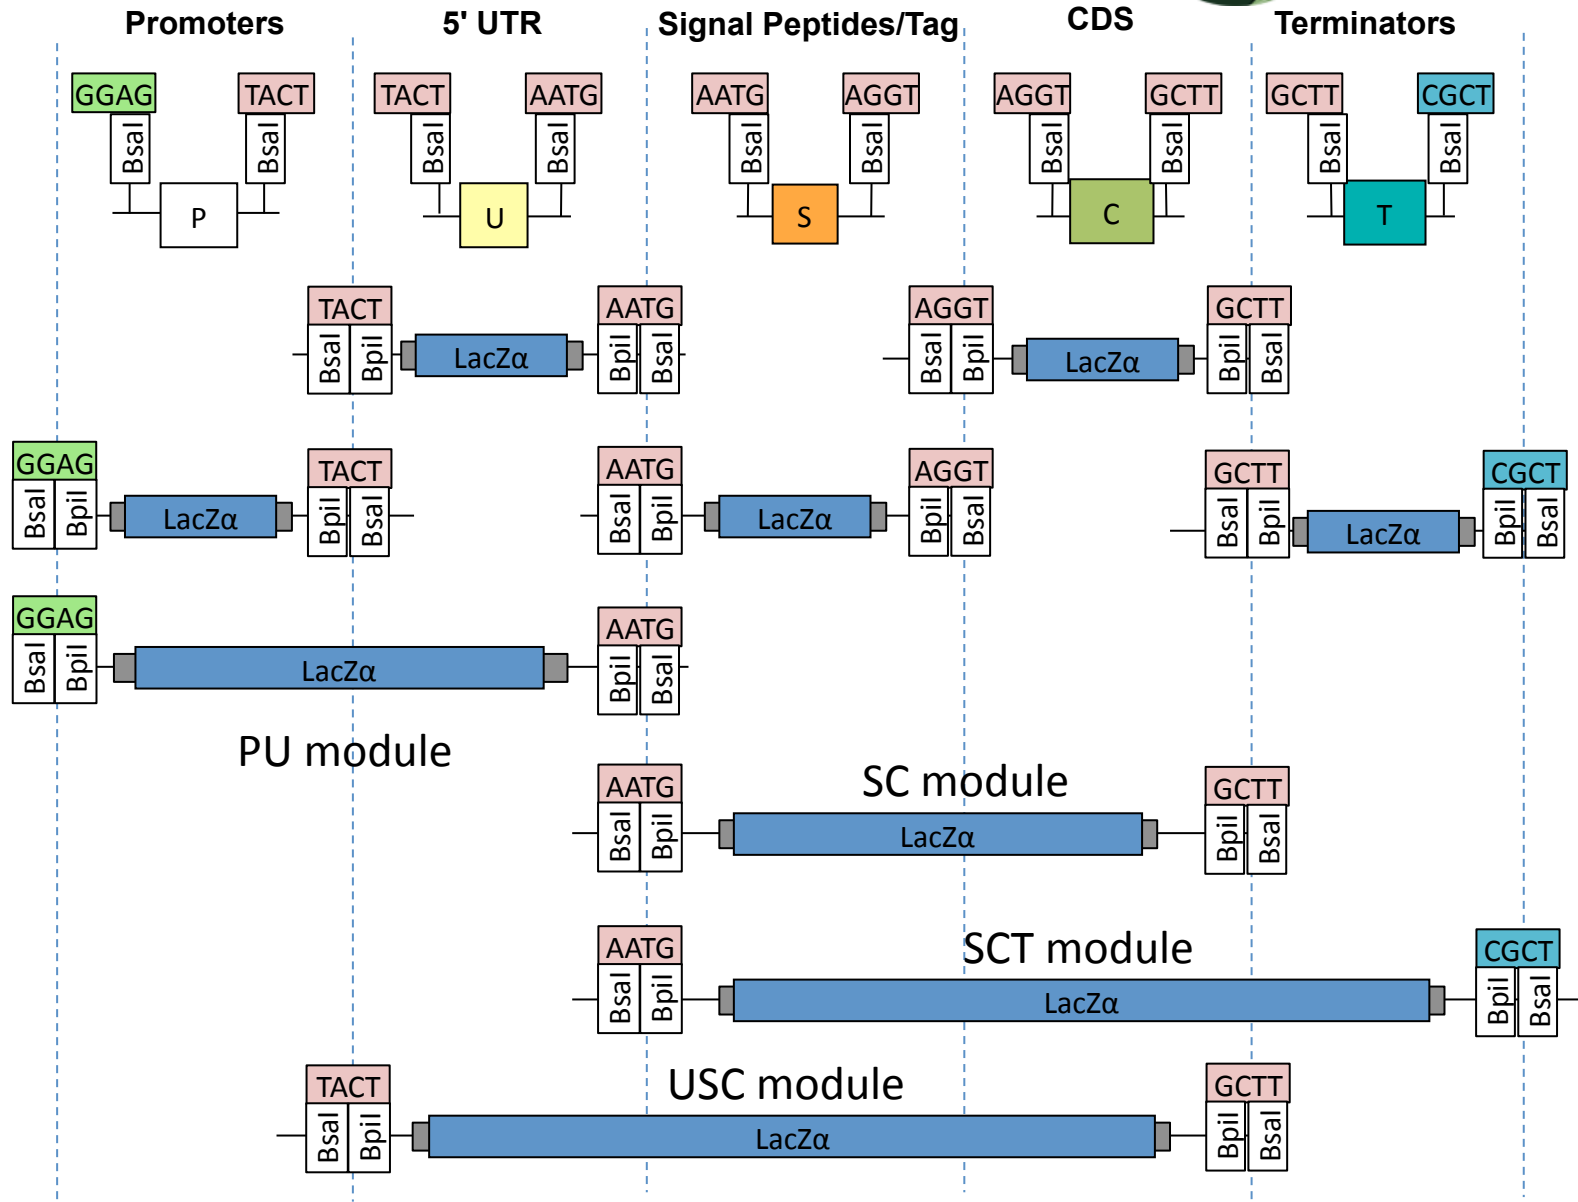 Promoters 5' UTR Signal Peptides/Tag CDS Terminators
GGAG TACT TACT AATG AATG AGGT AGGT GCTT GCTT CGCT
BsaI BsaI BsaI BsaI BsaI BsaI BsaI BsaI BsaI BsaI
P U S C T
TACT AATG AGGT GCTT
BsaI BpiI LacZα BpiI BsaI BsaI BpiI LacZα BpiI BsaI
GGAG TACT AATG AGGT GCTT CGCT
BsaI BpiI LacZα BpiI BsaI BsaI BpiI LacZα BpiI BsaI BsaI BpiI LacZα BpiI BsaI
GGAG AATG
BsaI BpiI LacZα BpiI BsaI
PU module
AATG SC module GCTT
BsaI BpiI LacZα BpiI BsaI
AATG SCT module CGCT
BsaI BpiI LacZα BpiI BsaI
TACT USC module GCTT
BsaI BpiI LacZα BpiI BsaI